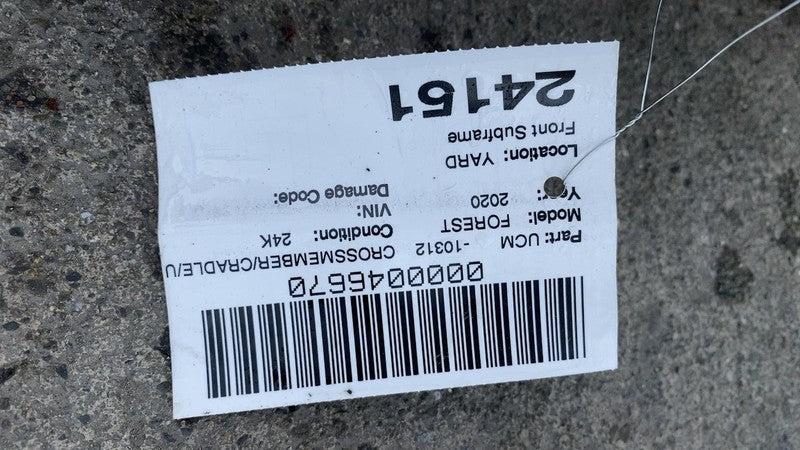 0000046670
Part: UCM -10312 CROSSMEMBER/CRADLE/U
Model: FOREST Condition: 24K
Year: 2020 VIN:
Damage Code:
Location: YARD
Front Subframe
24151